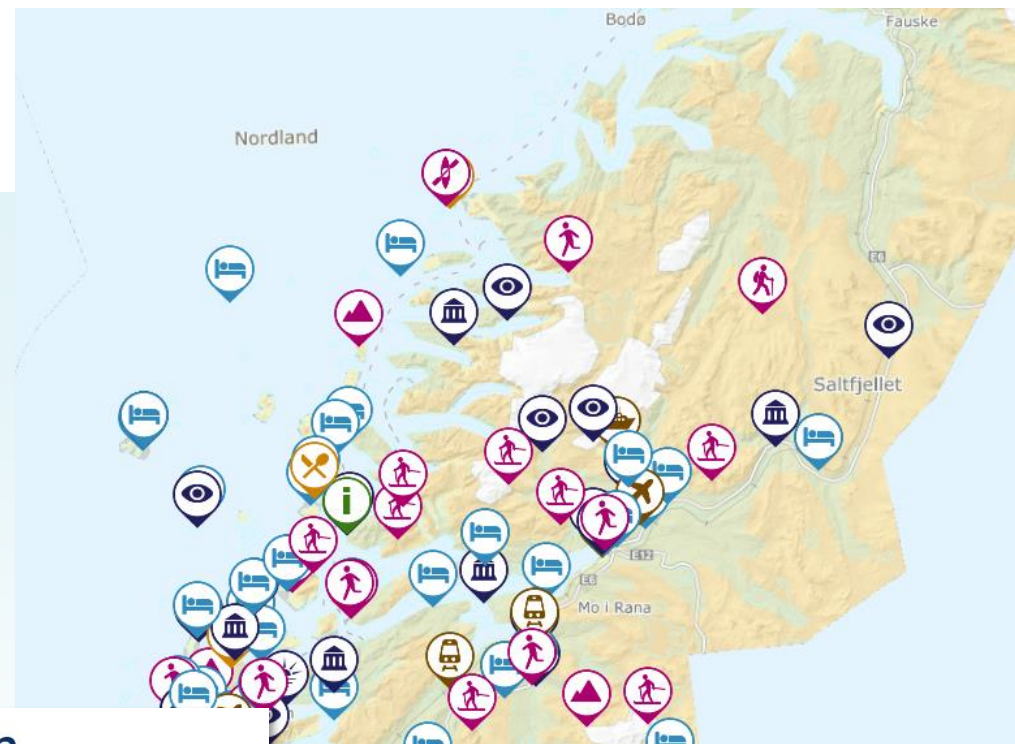 Bodø
Fauske
Nordland
E6
Saltfjellet
i
E12
E6
Mo i Rana